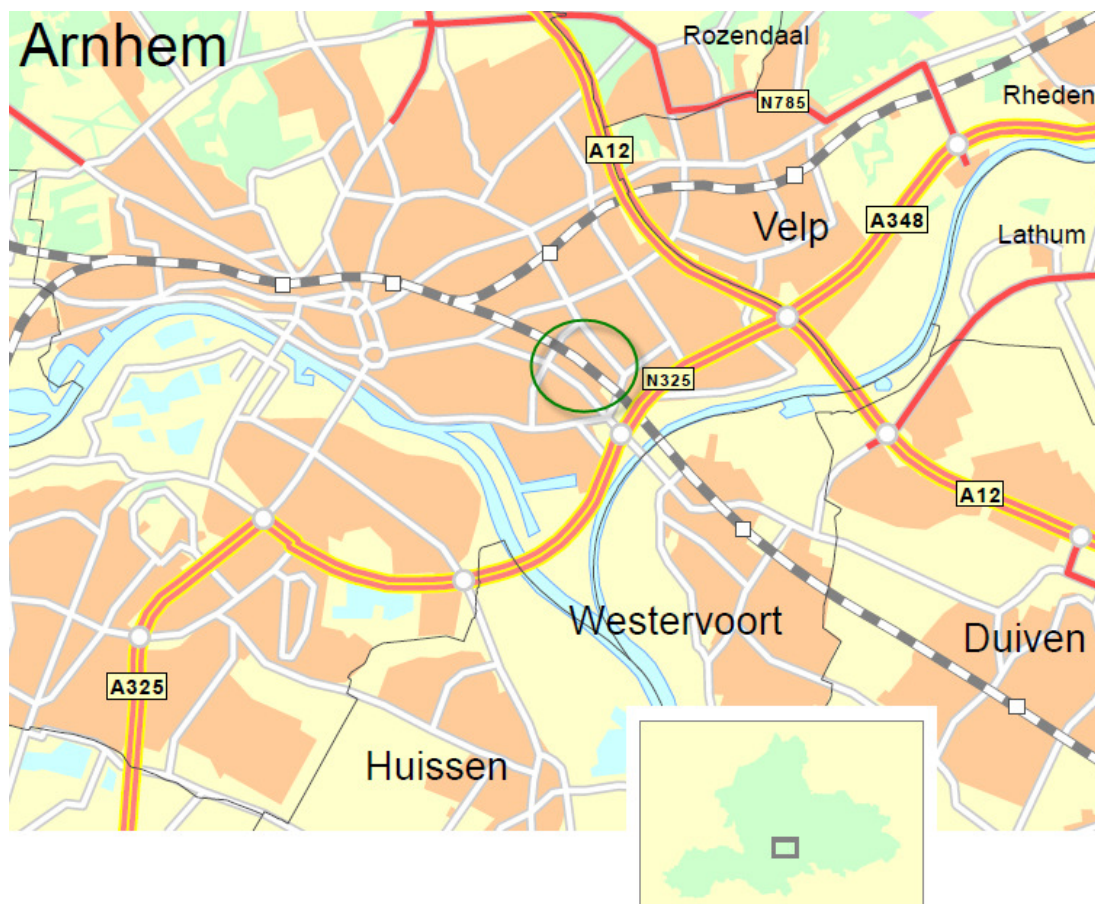 Arnhem
Rozendaal
N785
Rheden
A12
Velp
A348
Lathum
N325
A12
Westervoort
Duiven
A325
Huissen